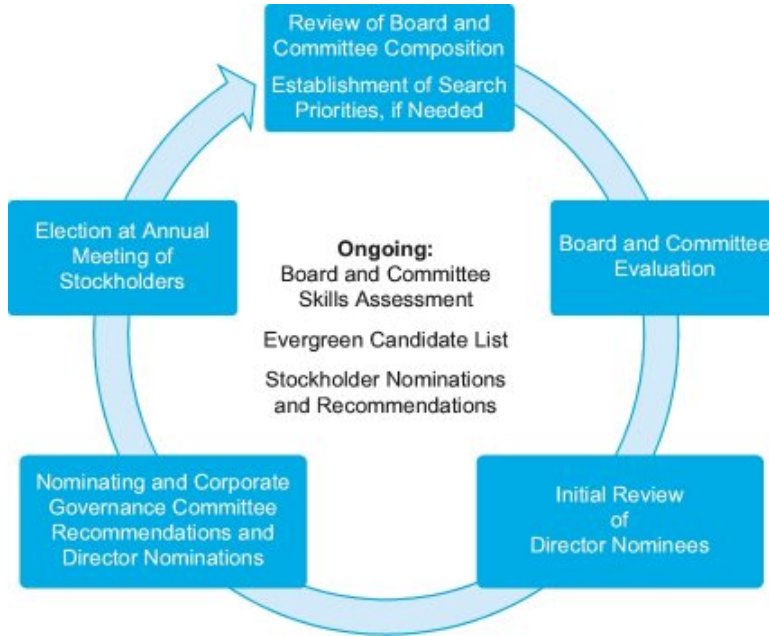 Review of Board and
Committee Composition
Establishment of Search
Priorities, if Needed
Board and Committee
Evaluation
Initial Review
of
Director Nominees
Nominating and Corporate
Governance Committee
Recommendations and
Director Nominations
Election at Annual
Meeting of
Stockholders
Ongoing:
Board and Committee
Skills Assessment
Evergreen Candidate List
Stockholder Nominations
and Recommendations